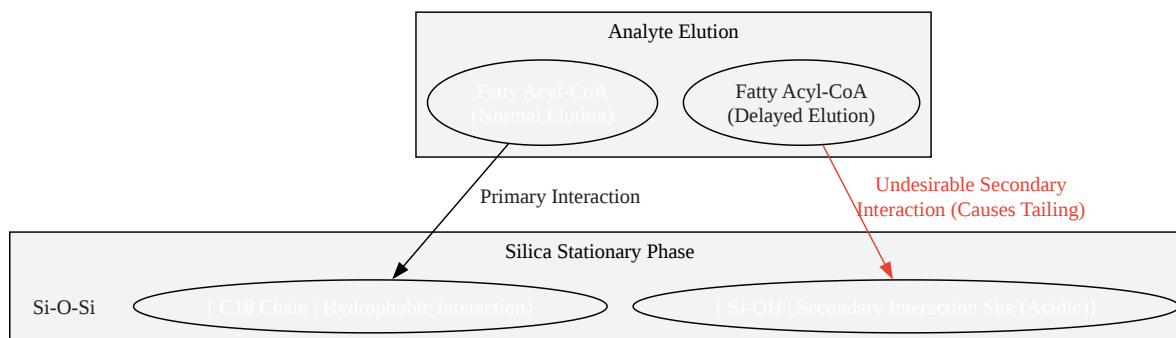 Analyte Elution
Fatty Acyl-CoA
(Normal Elution)
Fatty Acyl-CoA
(Delayed Elution)
Primary Interaction
Undesirable Secondary
Interaction (Causes Tailing)
Silica Stationary Phase
Si-O-Si
{ C18 Chain | Hydrophobic Interaction}
{ Si-OH | Secondary Interaction Site (Acidic)}